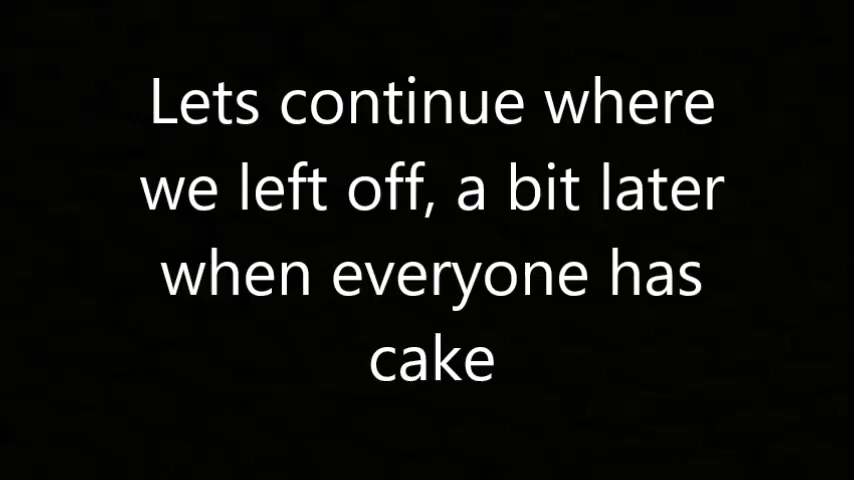 Lets continue where
we left off, a bit later
when everyone has
cake